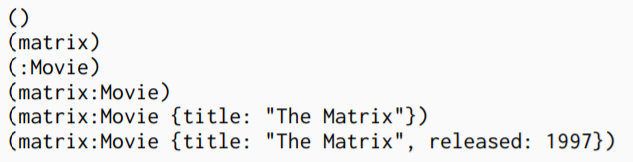 ()
(matrix)
(:Movie)
(matrix:Movie)
(matrix:Movie {title: "The Matrix"})
(matrix:Movie {title: "The Matrix", released: 1997})